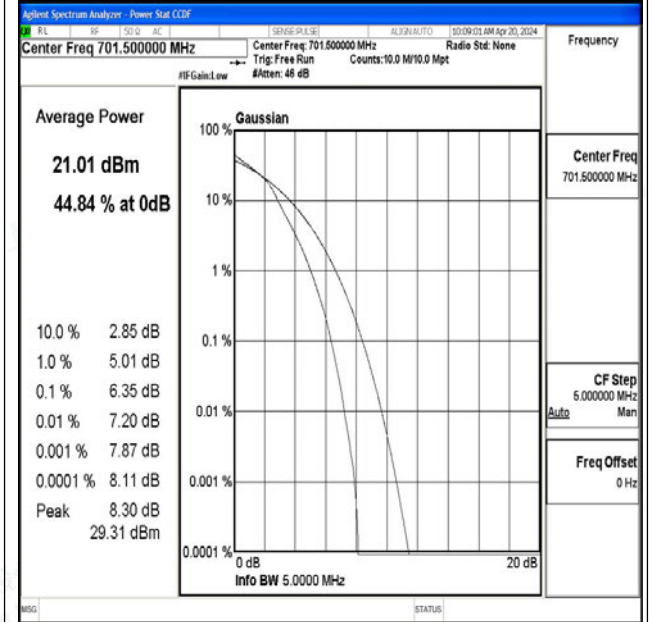 Agilent Spectrum Analyzer - Power Stat CCDF
RL RF 50 Ω AC SENSE:PULSE ALIGN AUTO 10:09:01 AM Apr 20, 2024
Center Freq 701.500000 MHz
Center Freq: 701.500000 MHz Radio Std: None
Trig: Free Run Counts:10.0 M/10.0 Mpt
#IFGain:Low #Atten: 46 dB
Frequency
Average Power
21.01 dBm
44.84 % at 0dB
10.0 % 2.85 dB
1.0 % 5.01 dB
0.1 % 6.35 dB
0.01 % 7.20 dB
0.001 % 7.87 dB
0.0001 % 8.11 dB
Peak 8.30 dB
29.31 dBm
Gaussian
100 %
10 %
1 %
0.1 %
0.01 %
0.001 %
0.0001 %
0 dB 20 dB
Info BW 5.0000 MHz
Center Freq
701.500000 MHz
CF Step
5.000000 MHz
Auto Man
Freq Offset
0 Hz
MSG STATUS